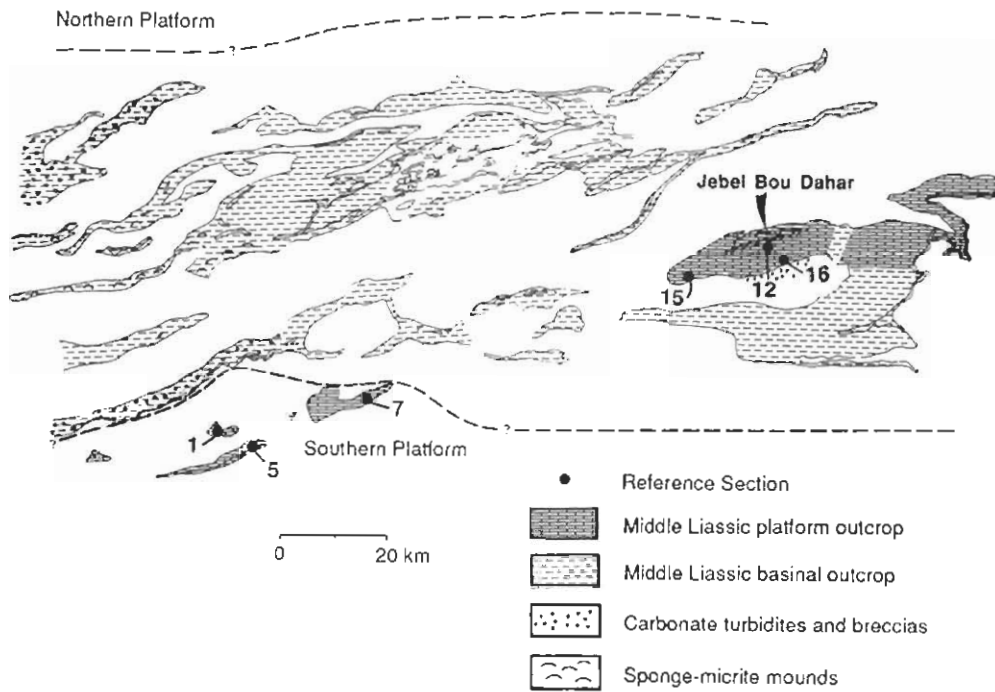 Northern Platform
?
Jebel Bou Dahar
15
12
16
7
1
5
Southern Platform
?
?
Reference Section
Middle Liassic platform outcrop
0
20 km
Middle Liassic basinal outcrop
Carbonate turbidites and breccias
Sponge-micrite mounds